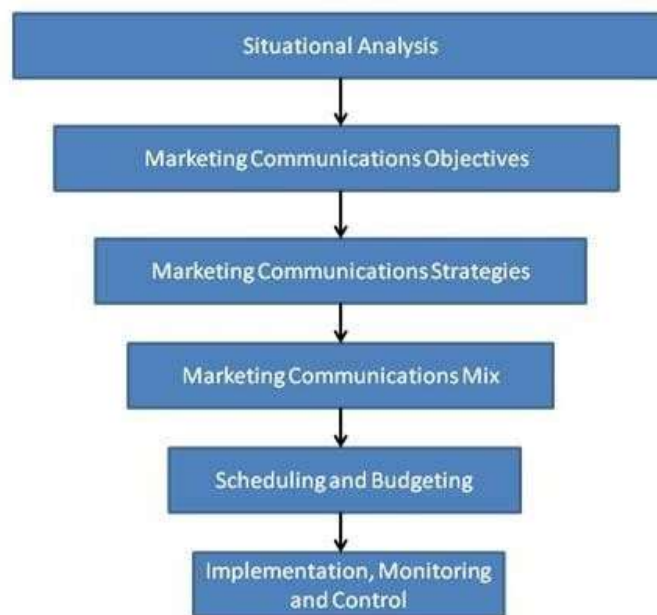 Situational Analysis
Marketing Communications Objectives
Marketing Communications Strategies
Marketing Communications Mix
Scheduling and Budgeting
Implementation, Monitoring
and Control